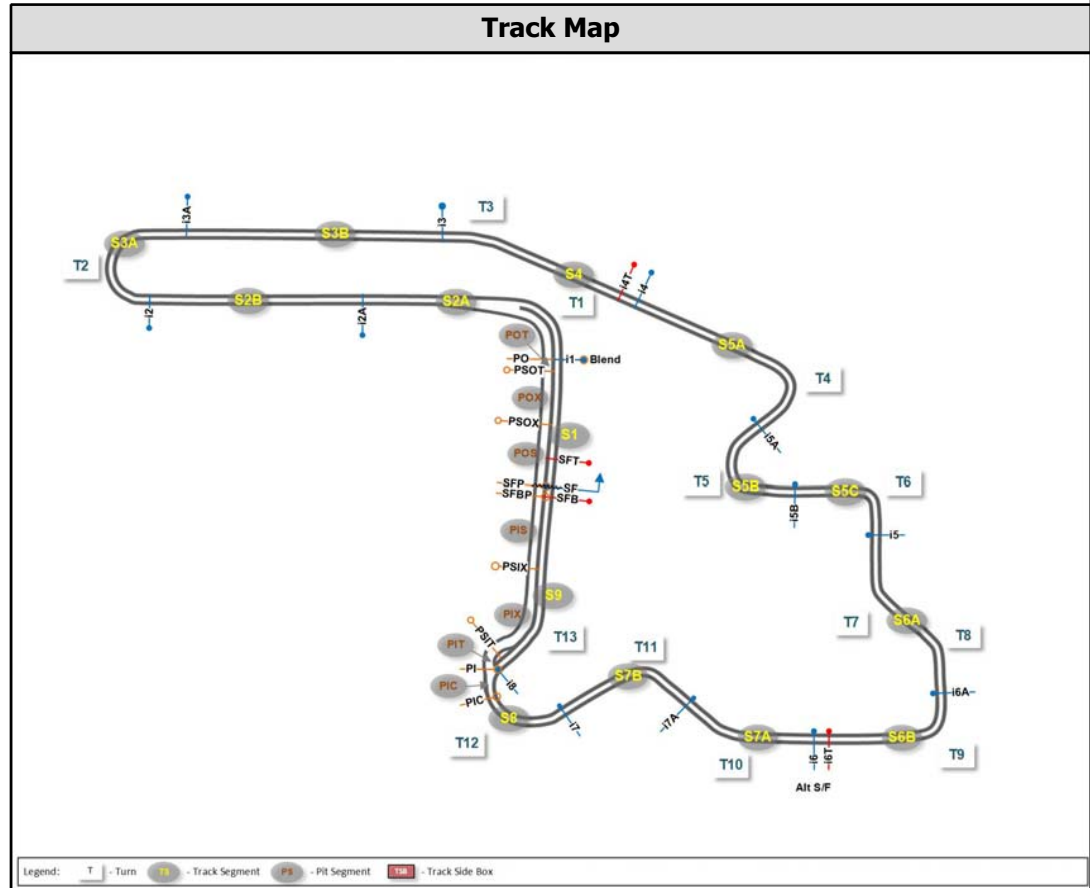 Track Map
i3A
i3
T3
S3A
S3B
T2
S4
i4T
i4
T1
S2B
S2A
i2
i2A
S5A
POT
PO
i1
Blend
PSOT
T4
POX
PSOX
S1
i5A
POS
SFT
SFP
SF
SFBP
SFB
T5
S5B
i5B
S5C
T6
PIS
i5
PSIX
S9
PIX
T7
S6A
T8
PSIT
T13
PIT
PI
i8
T11
S7B
PIC
PIC
i6A
S8
i7
i7A
T12
S7A
i6
i6T
S6B
T10
T9
Alt S/F
Legend: T - Turn TS - Track Segment PS - Pit Segment TSB - Track Side Box